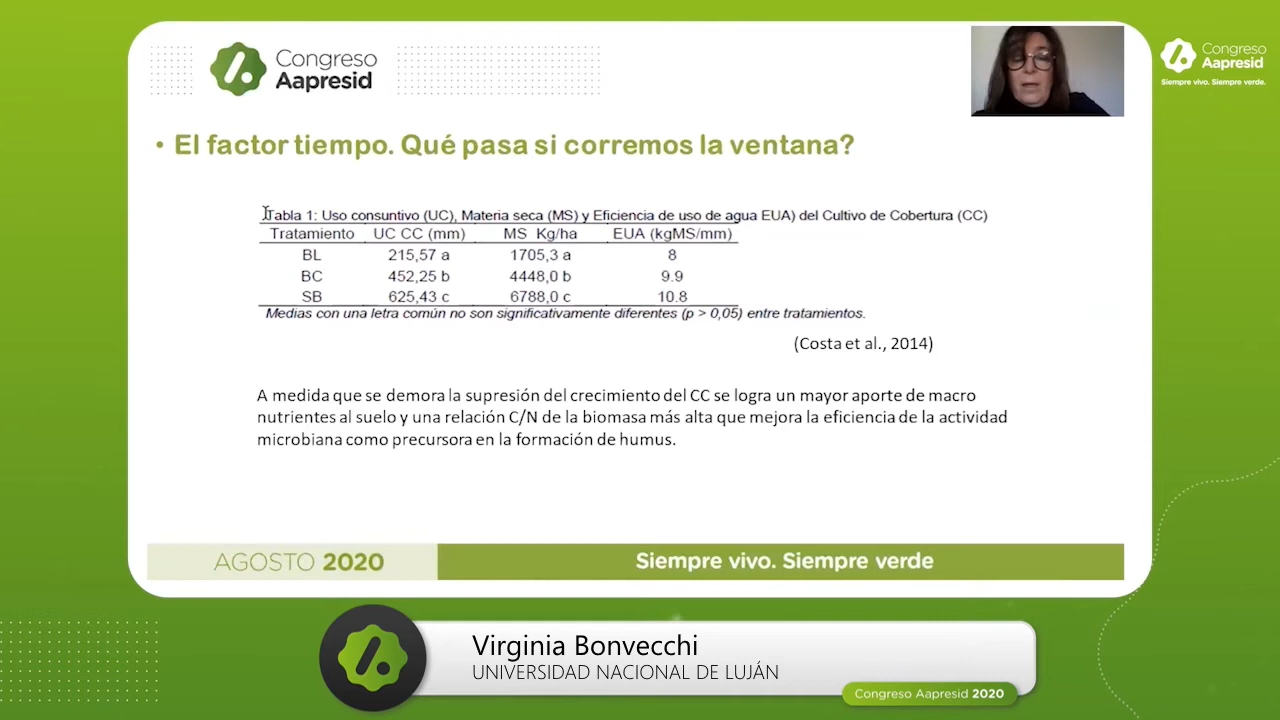 Congreso
Aapresid
Congreso
Aapresid
Siempre vivo. Siempre verde.
• El factor tiempo. Qué pasa si corremos la ventana?
Tabla 1: Uso consuntivo (UC), Materia seca (MS) y Eficiencia de uso de agua EUA) del Cultivo de Cobertura (CC)
Tratamiento UC CC (mm) MS Kg/ha EUA (kgMS/mm)
BL 215,57 a 1705,3 a 8
BC 452,25 b 4448,0 b 9.9
SB 625,43 c 6788,0 c 10.8
Medias con una letra común no son significativamente diferentes (p > 0,05) entre tratamientos.
(Costa et al., 2014)
A medida que se demora la supresión del crecimiento del CC se logra un mayor aporte de macro
nutrientes al suelo y una relación C/N de la biomasa más alta que mejora la eficiencia de la actividad
microbiana como precursora en la formación de humus.
AGOSTO 2020
Siempre vivo. Siempre verde
Virginia Bonvecchi
UNIVERSIDAD NACIONAL DE LUJÁN
Congreso Aapresid 2020